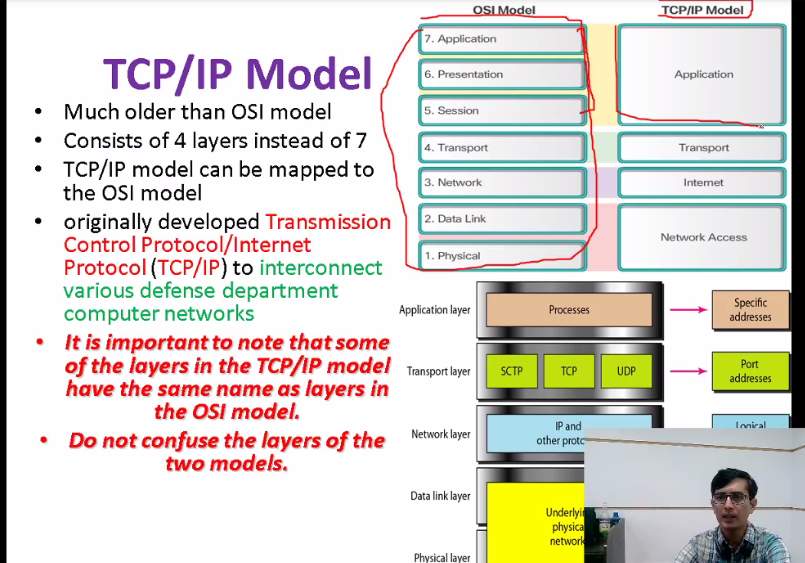 TCP/IP Model
• Much older than OSI model
• Consists of 4 layers instead of 7
• TCP/IP model can be mapped to
the OSI model
• originally developed Transmission
Control Protocol/Internet
Protocol (TCP/IP) to interconnect
various defense department
computer networks
• It is important to note that some
of the layers in the TCP/IP model
have the same name as layers in
the OSI model.
• Do not confuse the layers of the
two models.
OSI Model
7. Application
6. Presentation
5. Session
4. Transport
3. Network
2. Data Link
1. Physical
TCP/IP Model
Application
Transport
Internet
Network Access
Application layer
Processes
Specific
addresses
Transport layer
SCTP
TCP
UDP
Port
addresses
Network layer
IP and
other
Logical
Data link layer
physica
network
Physical layer